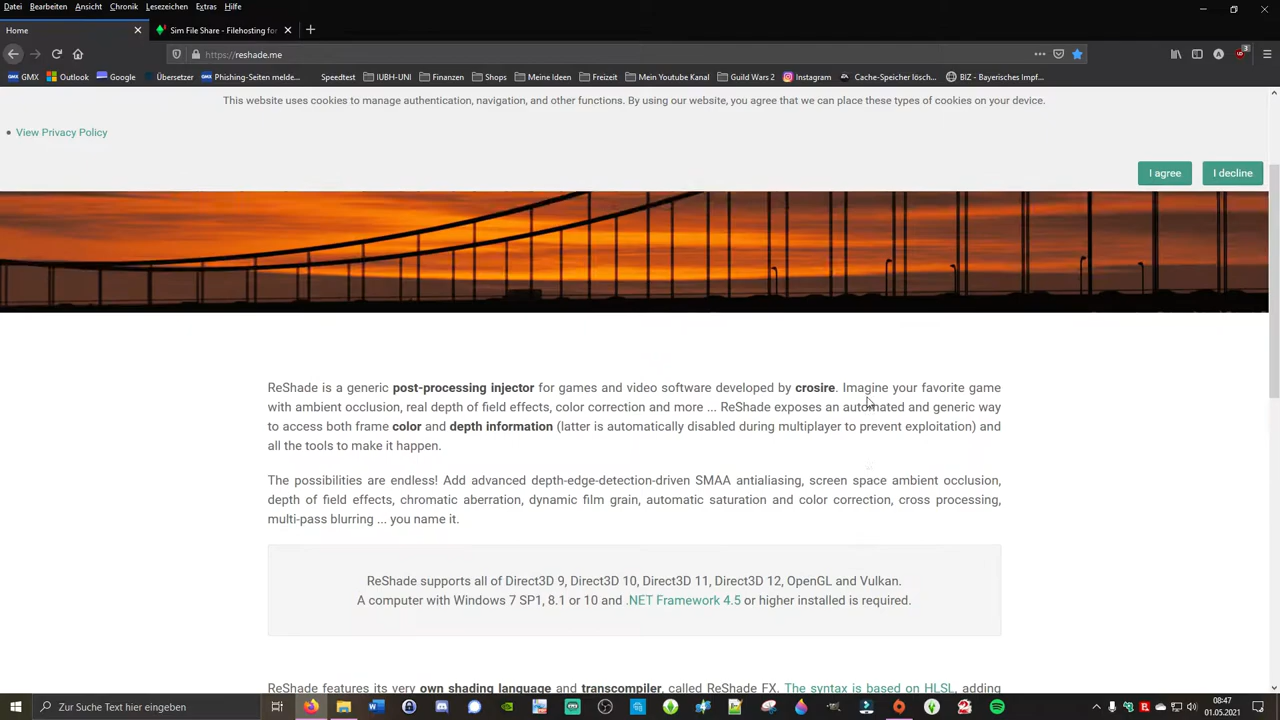 Datei Bearbeiten Ansicht Chronik Lesezeichen Extras Hilfe
Home
Sim File Share - Filehosting for
https://reshade.me
GMX Outlook Google Übersetzer Phishing-Seiten melde... Speedtest IUBH-UNI Finanzen Shops Meine Ideen Freizeit Mein Youtube Kanal Guild Wars 2 Instagram Cache-Speicher lösch... BIZ - Bayerisches Impf...
This website uses cookies to manage authentication, navigation, and other functions. By using our website, you agree that we can place these types of cookies on your device.
View Privacy Policy
I agree I decline
ReShade is a generic post-processing injector for games and video software developed by crosire. Imagine your favorite game
with ambient occlusion, real depth of field effects, color correction and more ... ReShade exposes an automated and generic way
to access both frame color and depth information (latter is automatically disabled during multiplayer to prevent exploitation) and
all the tools to make it happen.
The possibilities are endless! Add advanced depth-edge-detection-driven SMAA antialiasing, screen space ambient occlusion,
depth of field effects, chromatic aberration, dynamic film grain, automatic saturation and color correction, cross processing,
multi-pass blurring ... you name it.
ReShade supports all of Direct3D 9, Direct3D 10, Direct3D 11, Direct3D 12, OpenGL and Vulkan.
A computer with Windows 7 SP1, 8.1 or 10 and .NET Framework 4.5 or higher installed is required.
ReShade features its very own shading language and transcompiler, called ReShade FX. The syntax is based on HLSL, adding
Zur Suche Text hier eingeben
08:47
01.05.2021